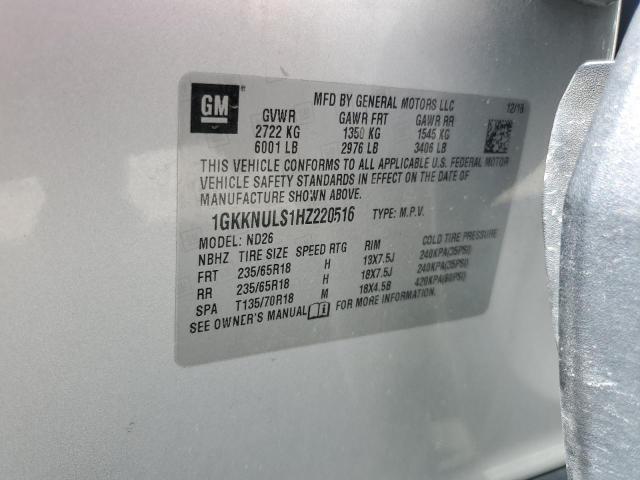 GM
MFD BY GENERAL MOTORS LLC 12/16
GVWR GAWR FRT GAWR RR
2722 KG 1350 KG 1545 KG
6001 LB 2976 LB 3406 LB
THIS VEHICLE CONFORMS TO ALL APPLICABLE U.S. FEDERAL MOTOR
VEHICLE SAFETY STANDARDS IN EFFECT ON THE DATE OF
MANUFACTURE SHOWN ABOVE.
1GKKNULS1HZ220516 TYPE: M.P.V.
MODEL: ND26
NBHZ TIRE SIZE SPEED RTG RIM COLD TIRE PRESSURE
FRT 235/65R18 H 18X7.5J 240KPA(35PSI)
RR 235/65R18 H 18X7.5J 240KPA(35PSI)
SPA T135/70R18 M 18X4.5B 420KPA(60PSI)
SEE OWNER'S MANUAL FOR MORE INFORMATION.